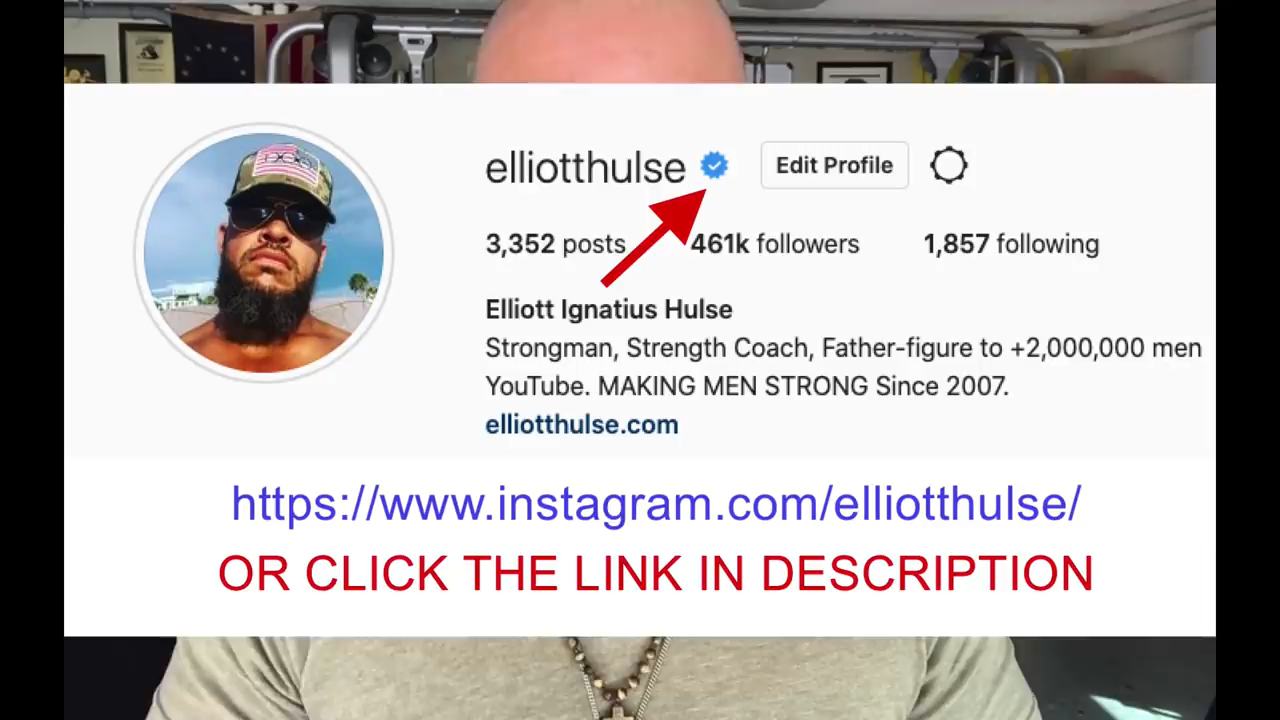 elliotthulse
Edit Profile
3,352 posts 461k followers 1,857 following
Elliott Ignatius Hulse
Strongman, Strength Coach, Father-figure to +2,000,000 men
YouTube. MAKING MEN STRONG Since 2007.
elliotthulse.com
https://www.instagram.com/elliotthulse/
OR CLICK THE LINK IN DESCRIPTION